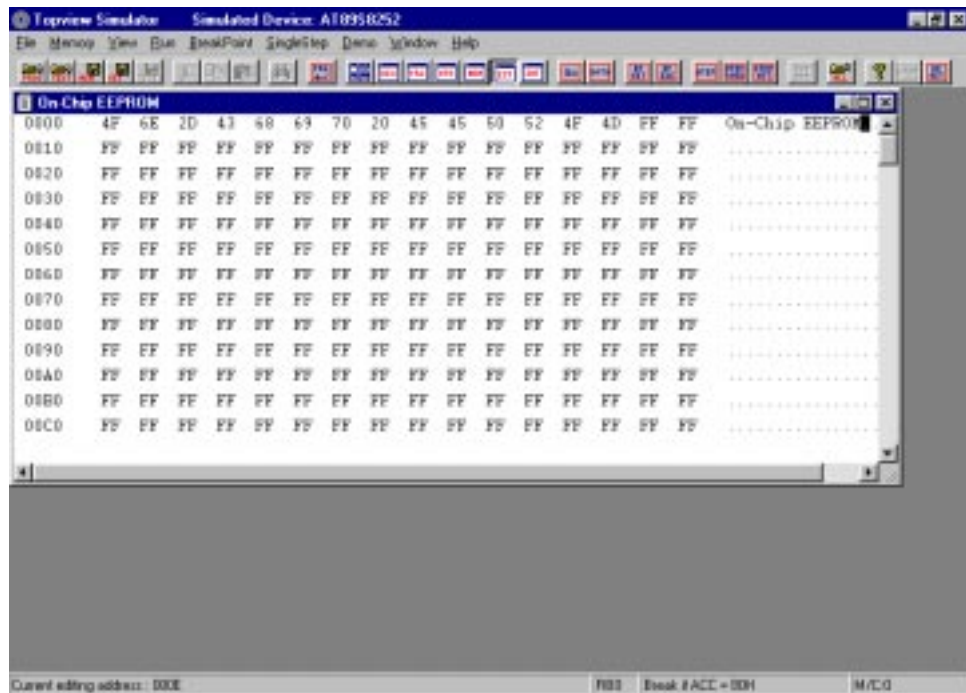 Topview Simulator Simulated Device: AT89S8252
File Memory View Run BreakPoint SingleStep Demo Window Help
On-Chip EEPROM
0000 4F 6E 2D 43 68 69 70 20 45 45 50 52 4F 4D FF FF On-Chip EEPROM
0010 FF FF FF FF FF FF FF FF FF FF FF FF FF FF FF FF ................
0020 FF FF FF FF FF FF FF FF FF FF FF FF FF FF FF FF ................
0030 FF FF FF FF FF FF FF FF FF FF FF FF FF FF FF FF ................
0040 FF FF FF FF FF FF FF FF FF FF FF FF FF FF FF FF ................
0050 FF FF FF FF FF FF FF FF FF FF FF FF FF FF FF FF ................
0060 FF FF FF FF FF FF FF FF FF FF FF FF FF FF FF FF ................
0070 FF FF FF FF FF FF FF FF FF FF FF FF FF FF FF FF ................
0080 FF FF FF FF FF FF FF FF FF FF FF FF FF FF FF FF ................
0090 FF FF FF FF FF FF FF FF FF FF FF FF FF FF FF FF ................
00A0 FF FF FF FF FF FF FF FF FF FF FF FF FF FF FF FF ................
00B0 FF FF FF FF FF FF FF FF FF FF FF FF FF FF FF FF ................
00C0 FF FF FF FF FF FF FF FF FF FF FF FF FF FF FF FF ................
Current editing address : 000E RB0 Break if ACC = 00H M/C:0